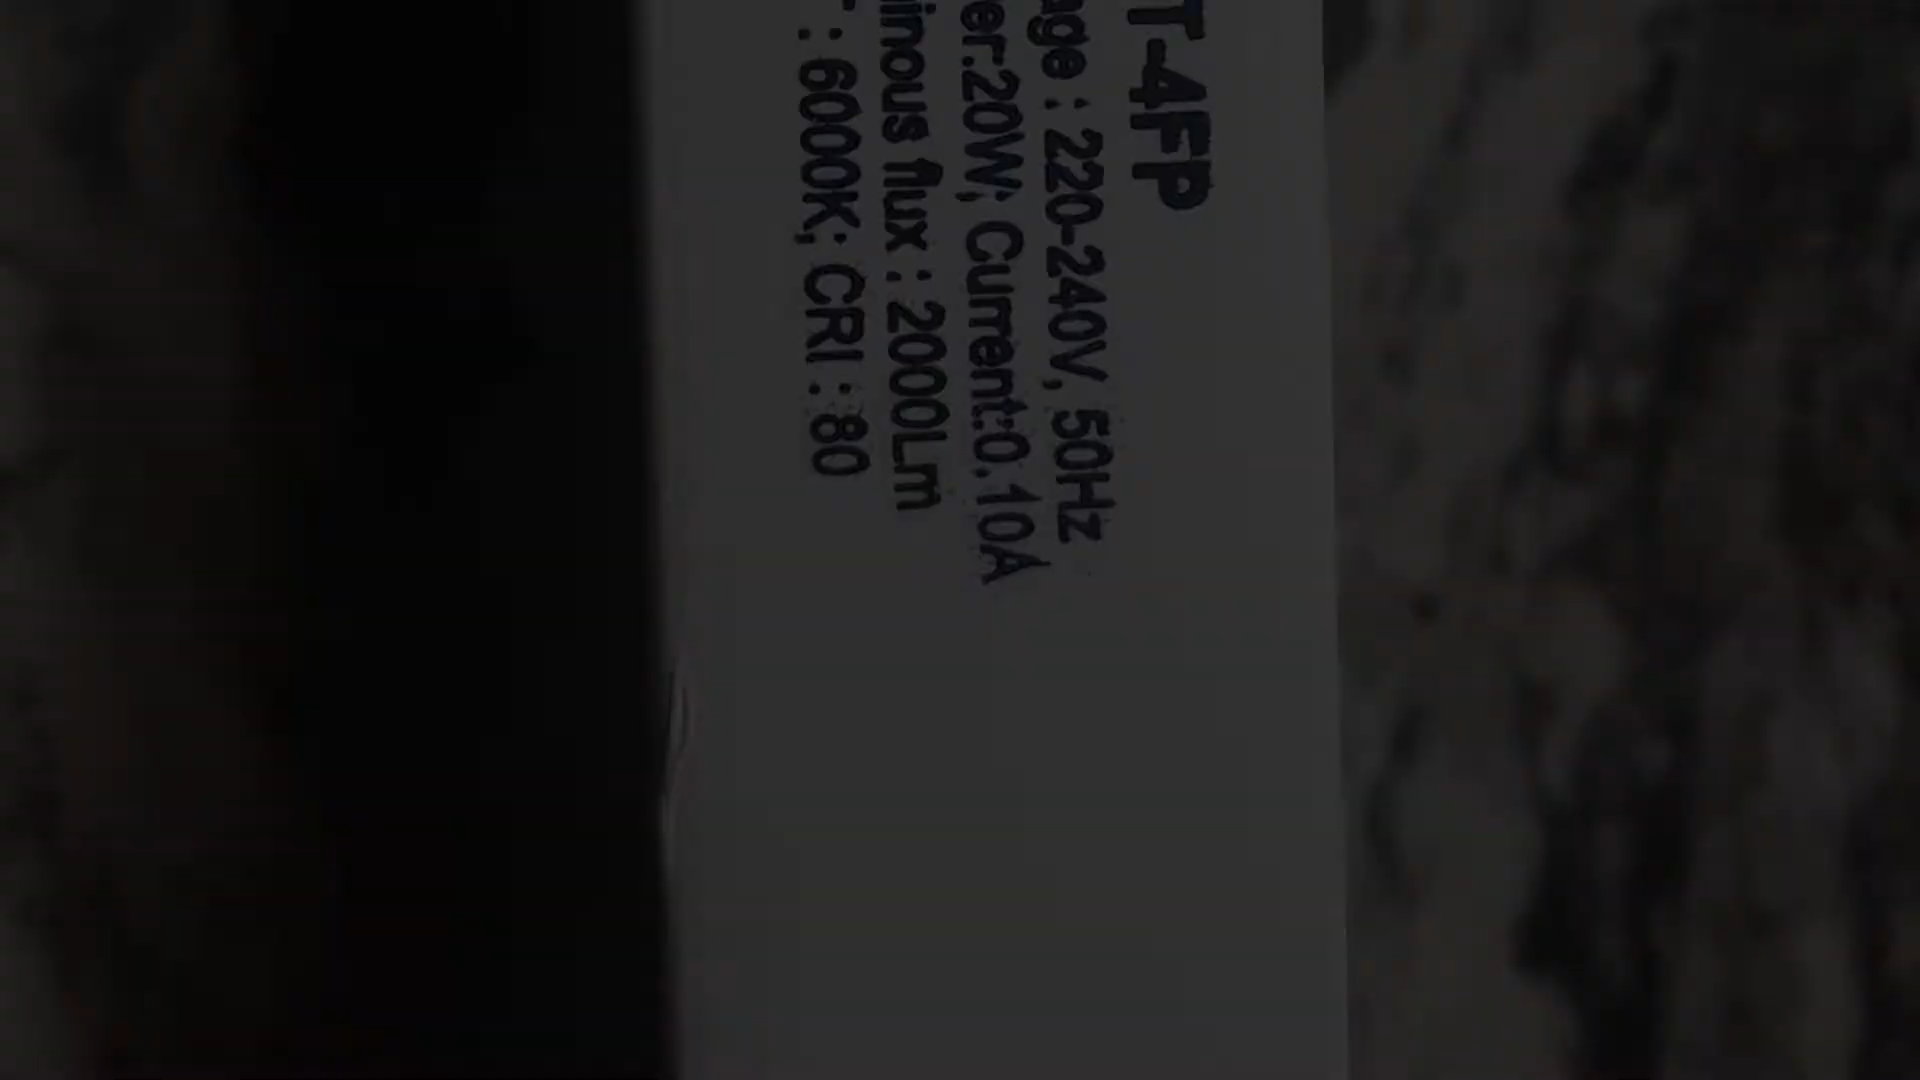 T-4FP
age : 220-240V, 50Hz
er:20W; Current:0.10A
inous flux : 2000Lm
: 6000K; CRI : 80